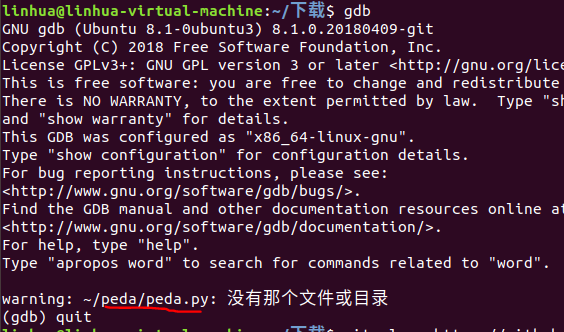 linhua@linhua-virtual-machine:~/下载$ gdb
GNU gdb (Ubuntu 8.1-0ubuntu3) 8.1.0.20180409-git
Copyright (C) 2018 Free Software Foundation, Inc.
License GPLv3+: GNU GPL version 3 or later <http://gnu.org/lice
This is free software: you are free to change and redistribute
There is NO WARRANTY, to the extent permitted by law.  Type "sh
and "show warranty" for details.
This GDB was configured as "x86_64-linux-gnu".
Type "show configuration" for configuration details.
For bug reporting instructions, please see:
<http://www.gnu.org/software/gdb/bugs/>.
Find the GDB manual and other documentation resources online at
<http://www.gnu.org/software/gdb/documentation/>.
For help, type "help".
Type "apropos word" to search for commands related to "word".
warning: ~/peda/peda.py: 没有那个文件或目录
(gdb) quit